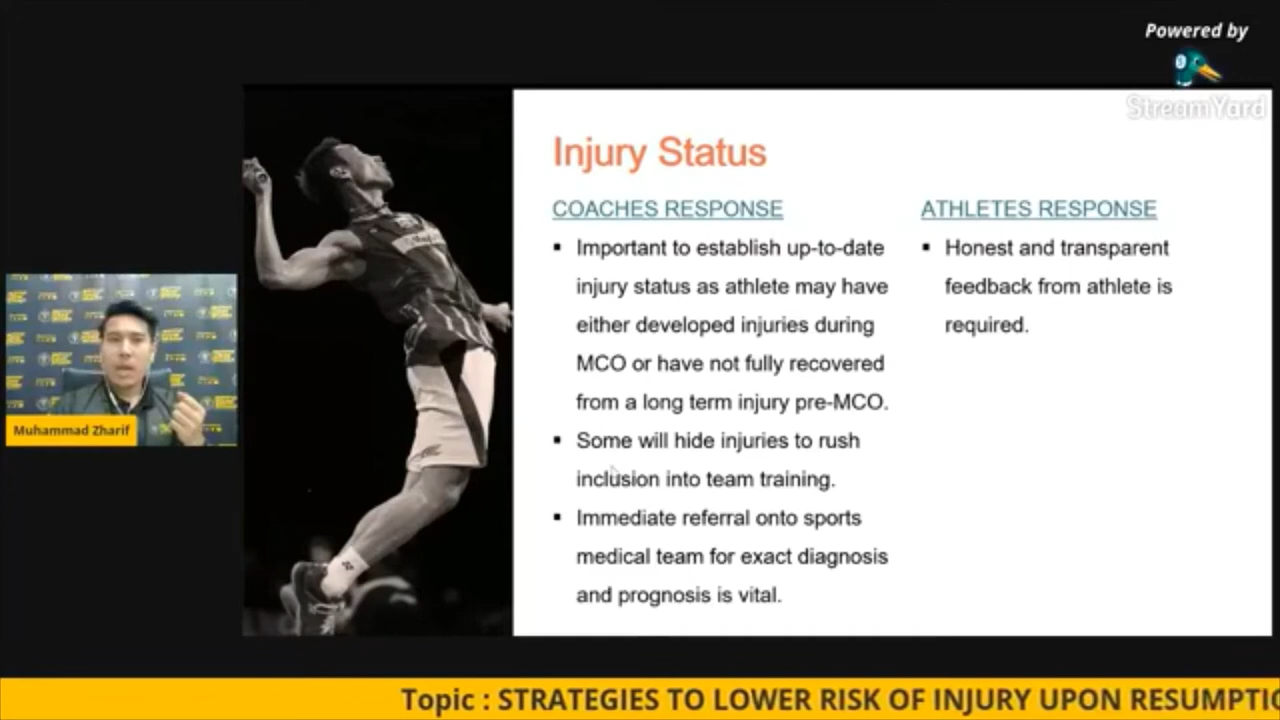 Powered by
StreamYard
Injury Status
COACHES RESPONSE
▪ Important to establish up-to-date
injury status as athlete may have
either developed injuries during
MCO or have not fully recovered
from a long term injury pre-MCO.
▪ Some will hide injuries to rush
inclusion into team training.
▪ Immediate referral onto sports
medical team for exact diagnosis
and prognosis is vital.
ATHLETES RESPONSE
▪ Honest and transparent
feedback from athlete is
required.
Muhammad Zharif
Topic : STRATEGIES TO LOWER RISK OF INJURY UPON RESUMPTIO